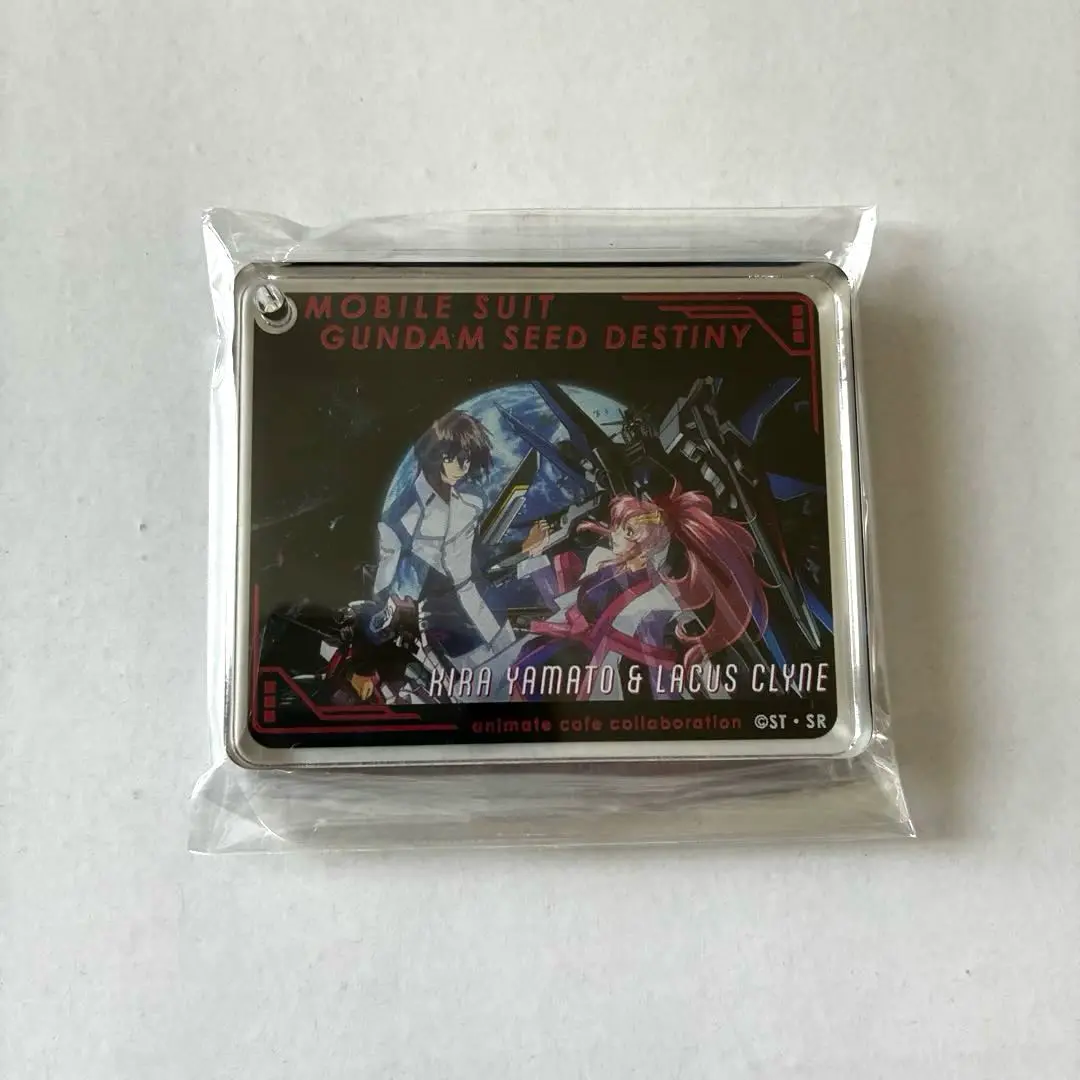 MOBILE SUIT
GUNDAM SEED DESTINY
KIRA YAMATO & LACUS CLYNE
animate cafe collaboration ©ST・SR